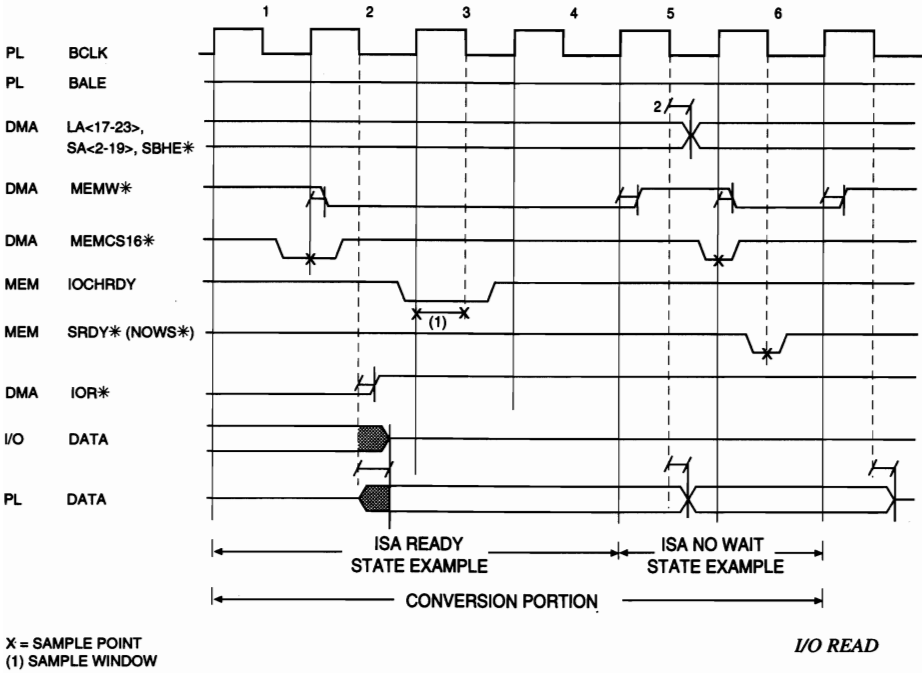 1 2 3 4 5 6
PL BCLK
PL BALE
2
DMA LA<17-23>,
SA<2-19>, SBHE*
DMA MEMW*
DMA MEMCS16*
MEM IOCHRDY
(1)
MEM SRDY* (NOWS*)
DMA IOR*
I/O DATA
PL DATA
ISA READY
STATE EXAMPLE
ISA NO WAIT
STATE EXAMPLE
CONVERSION PORTION
X = SAMPLE POINT
(1) SAMPLE WINDOW
I/O READ